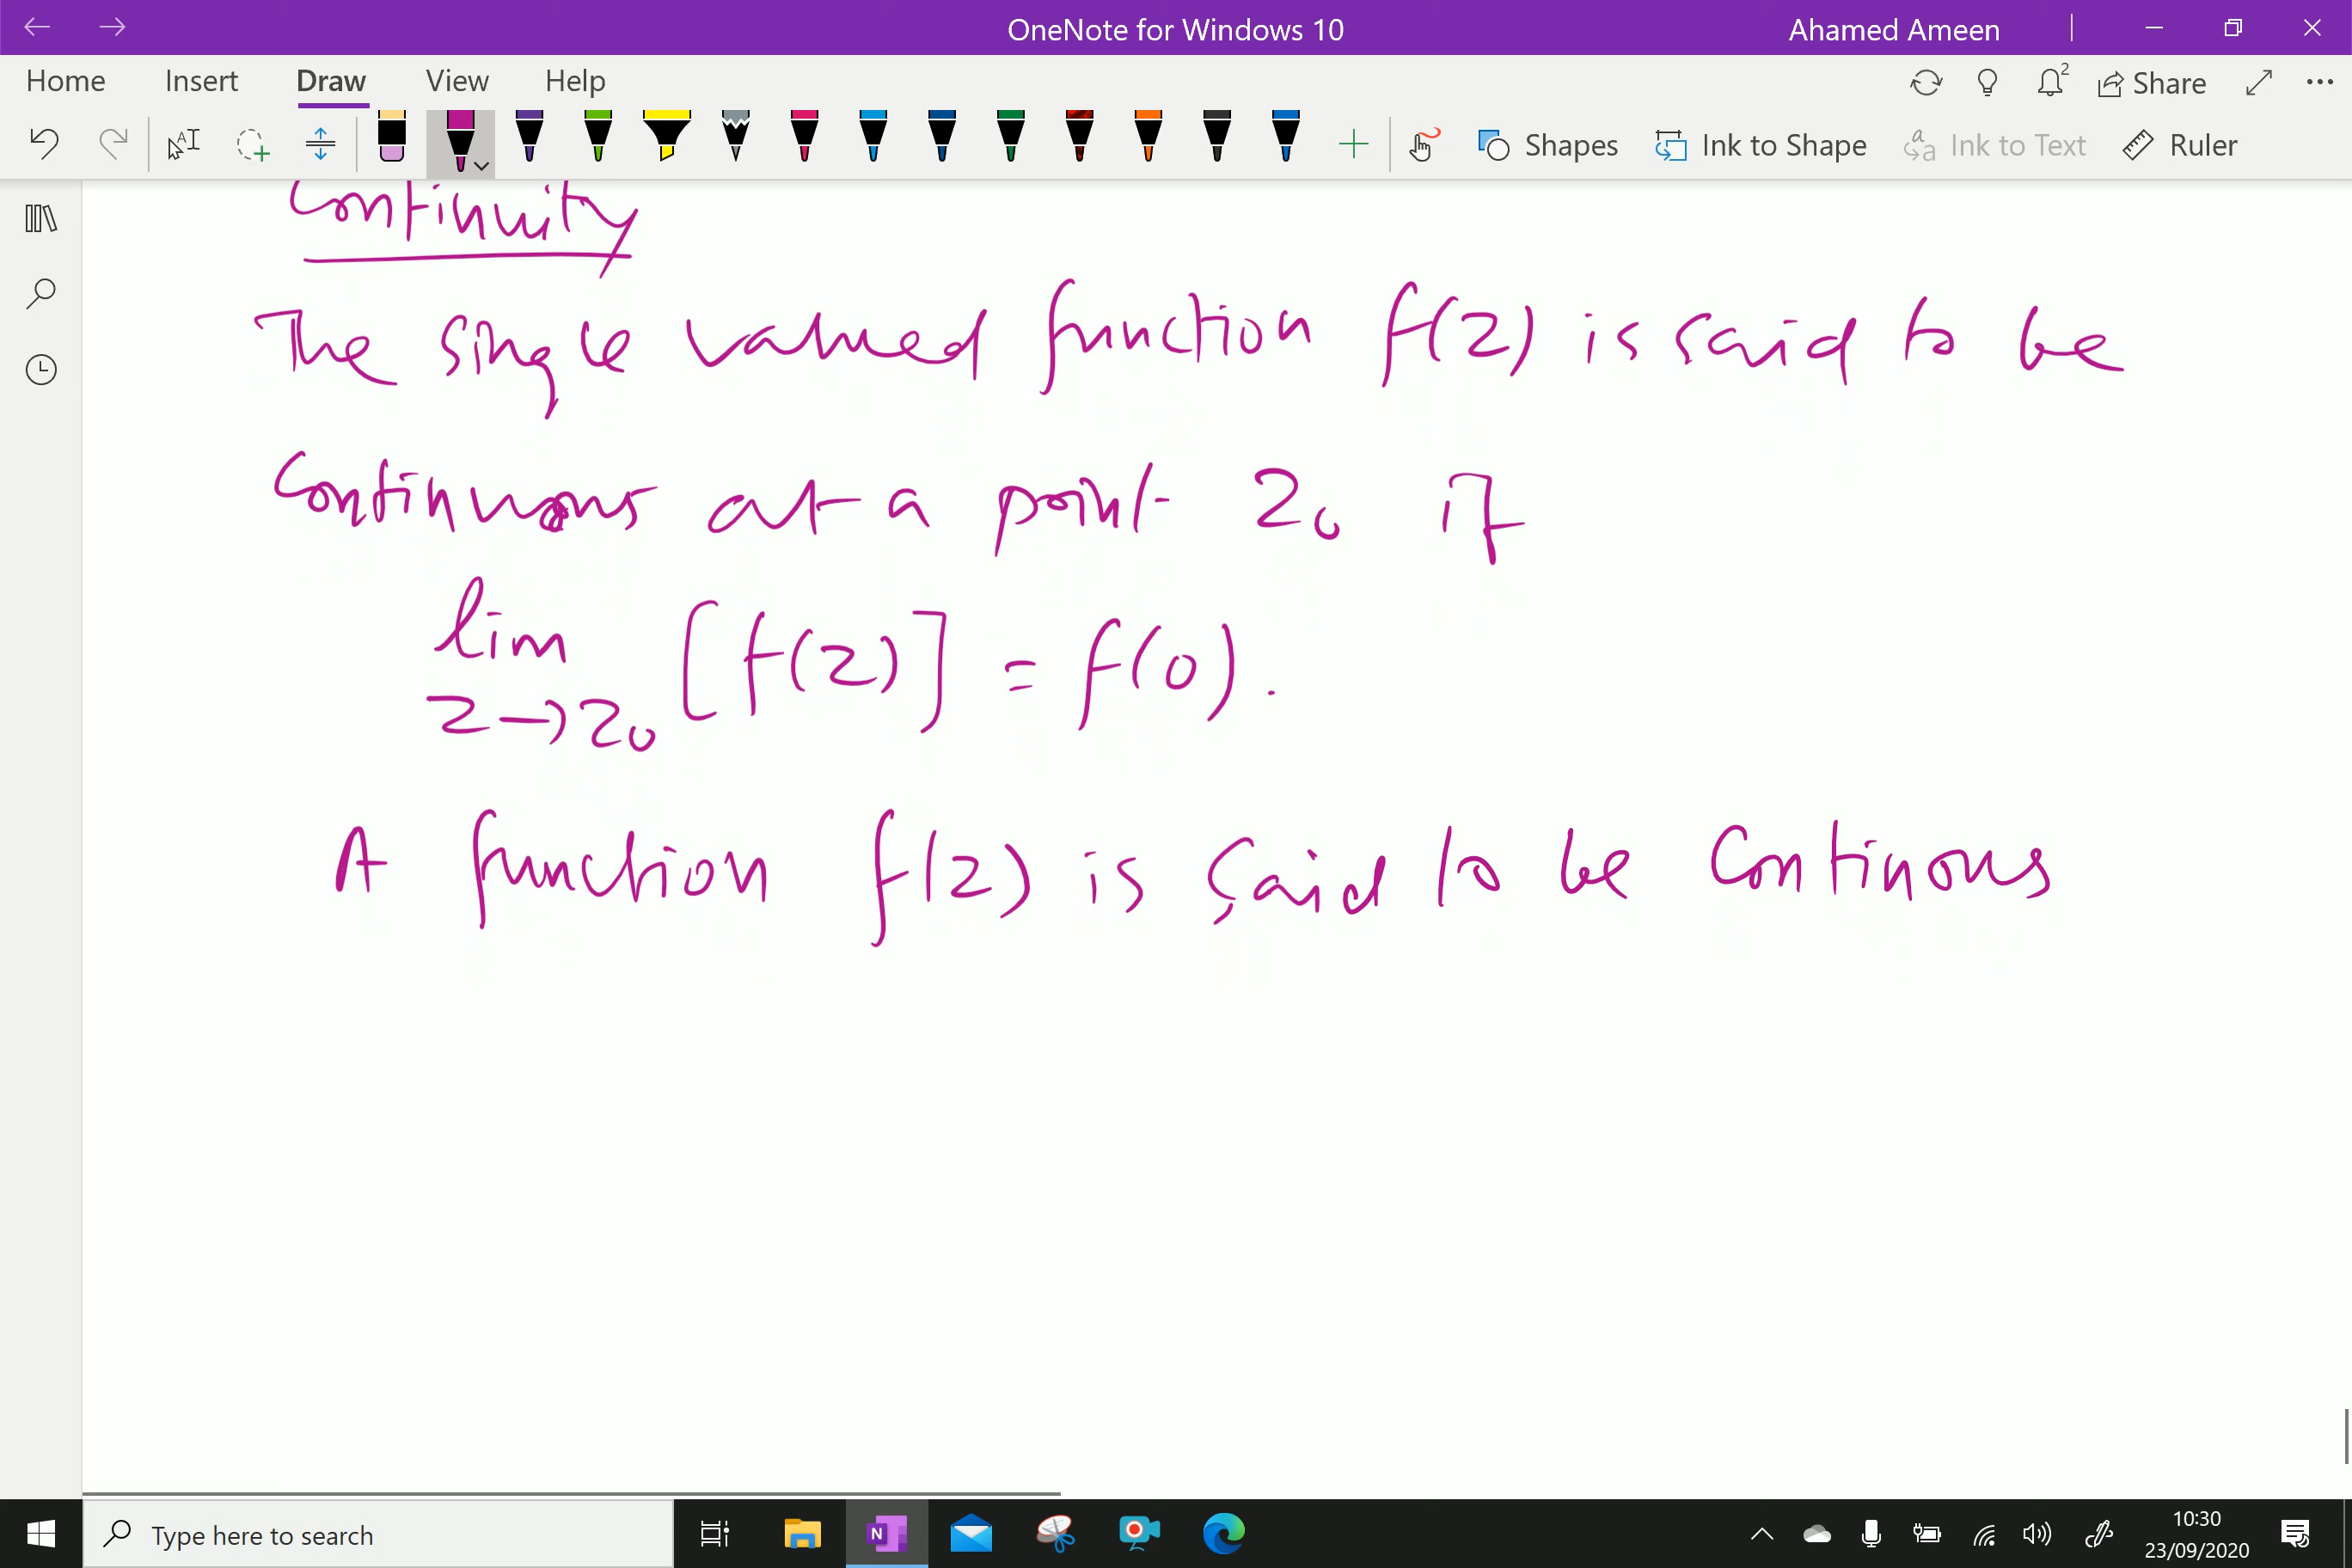 OneNote for Windows 10
Ahamed Ameen
Home Insert Draw View Help
2 Share
Shapes Ink to Shape Ink to Text Ruler
Continuity
The single valued function f(z) is said to be
continuous at a point z₀ if
lim [f(z)] = f(0).
z→z₀
A function f(z) is said to be continous
Type here to search
10:30
23/09/2020